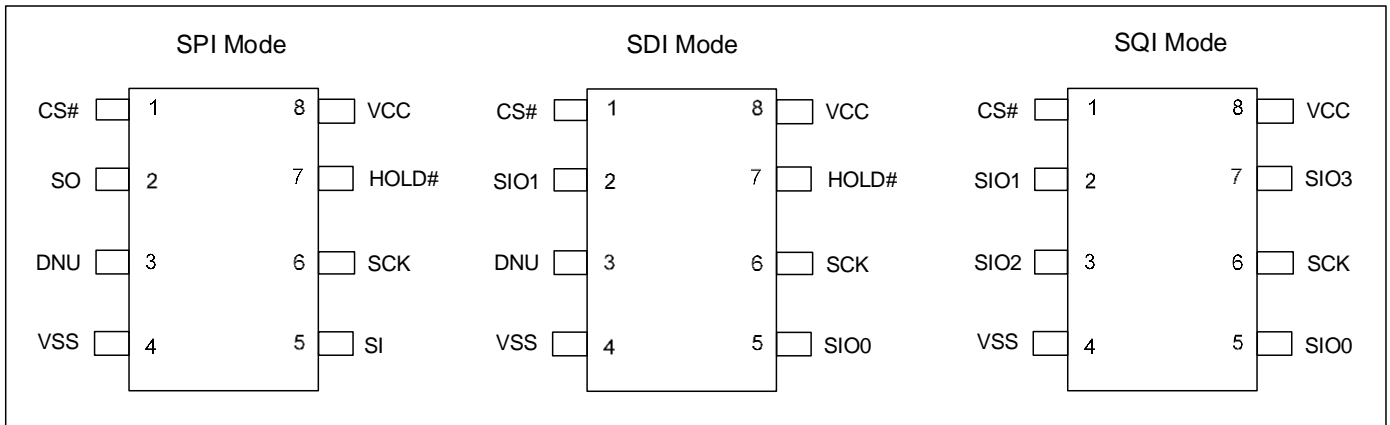 SPI Mode
CS# 1 8 VCC
SO 2 7 HOLD#
DNU 3 6 SCK
VSS 4 5 SI
SDI Mode
CS# 1 8 VCC
SIO1 2 7 HOLD#
DNU 3 6 SCK
VSS 4 5 SIO0
SQI Mode
CS# 1 8 VCC
SIO1 2 7 SIO3
SIO2 3 6 SCK
VSS 4 5 SIO0